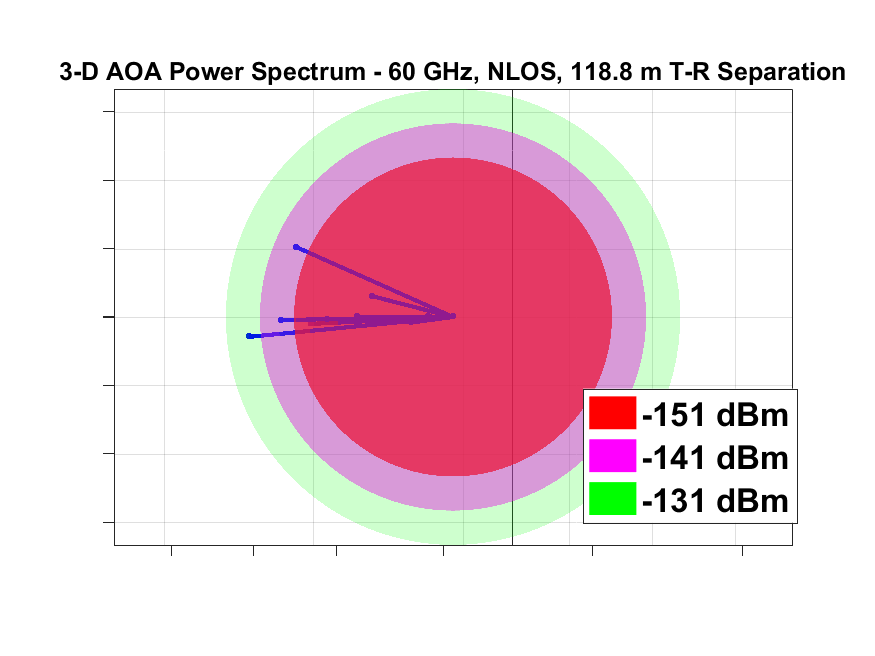 3-D AOA Power Spectrum - 60 GHz, NLOS, 118.8 m T-R Separation
-151 dBm
-141 dBm
-131 dBm